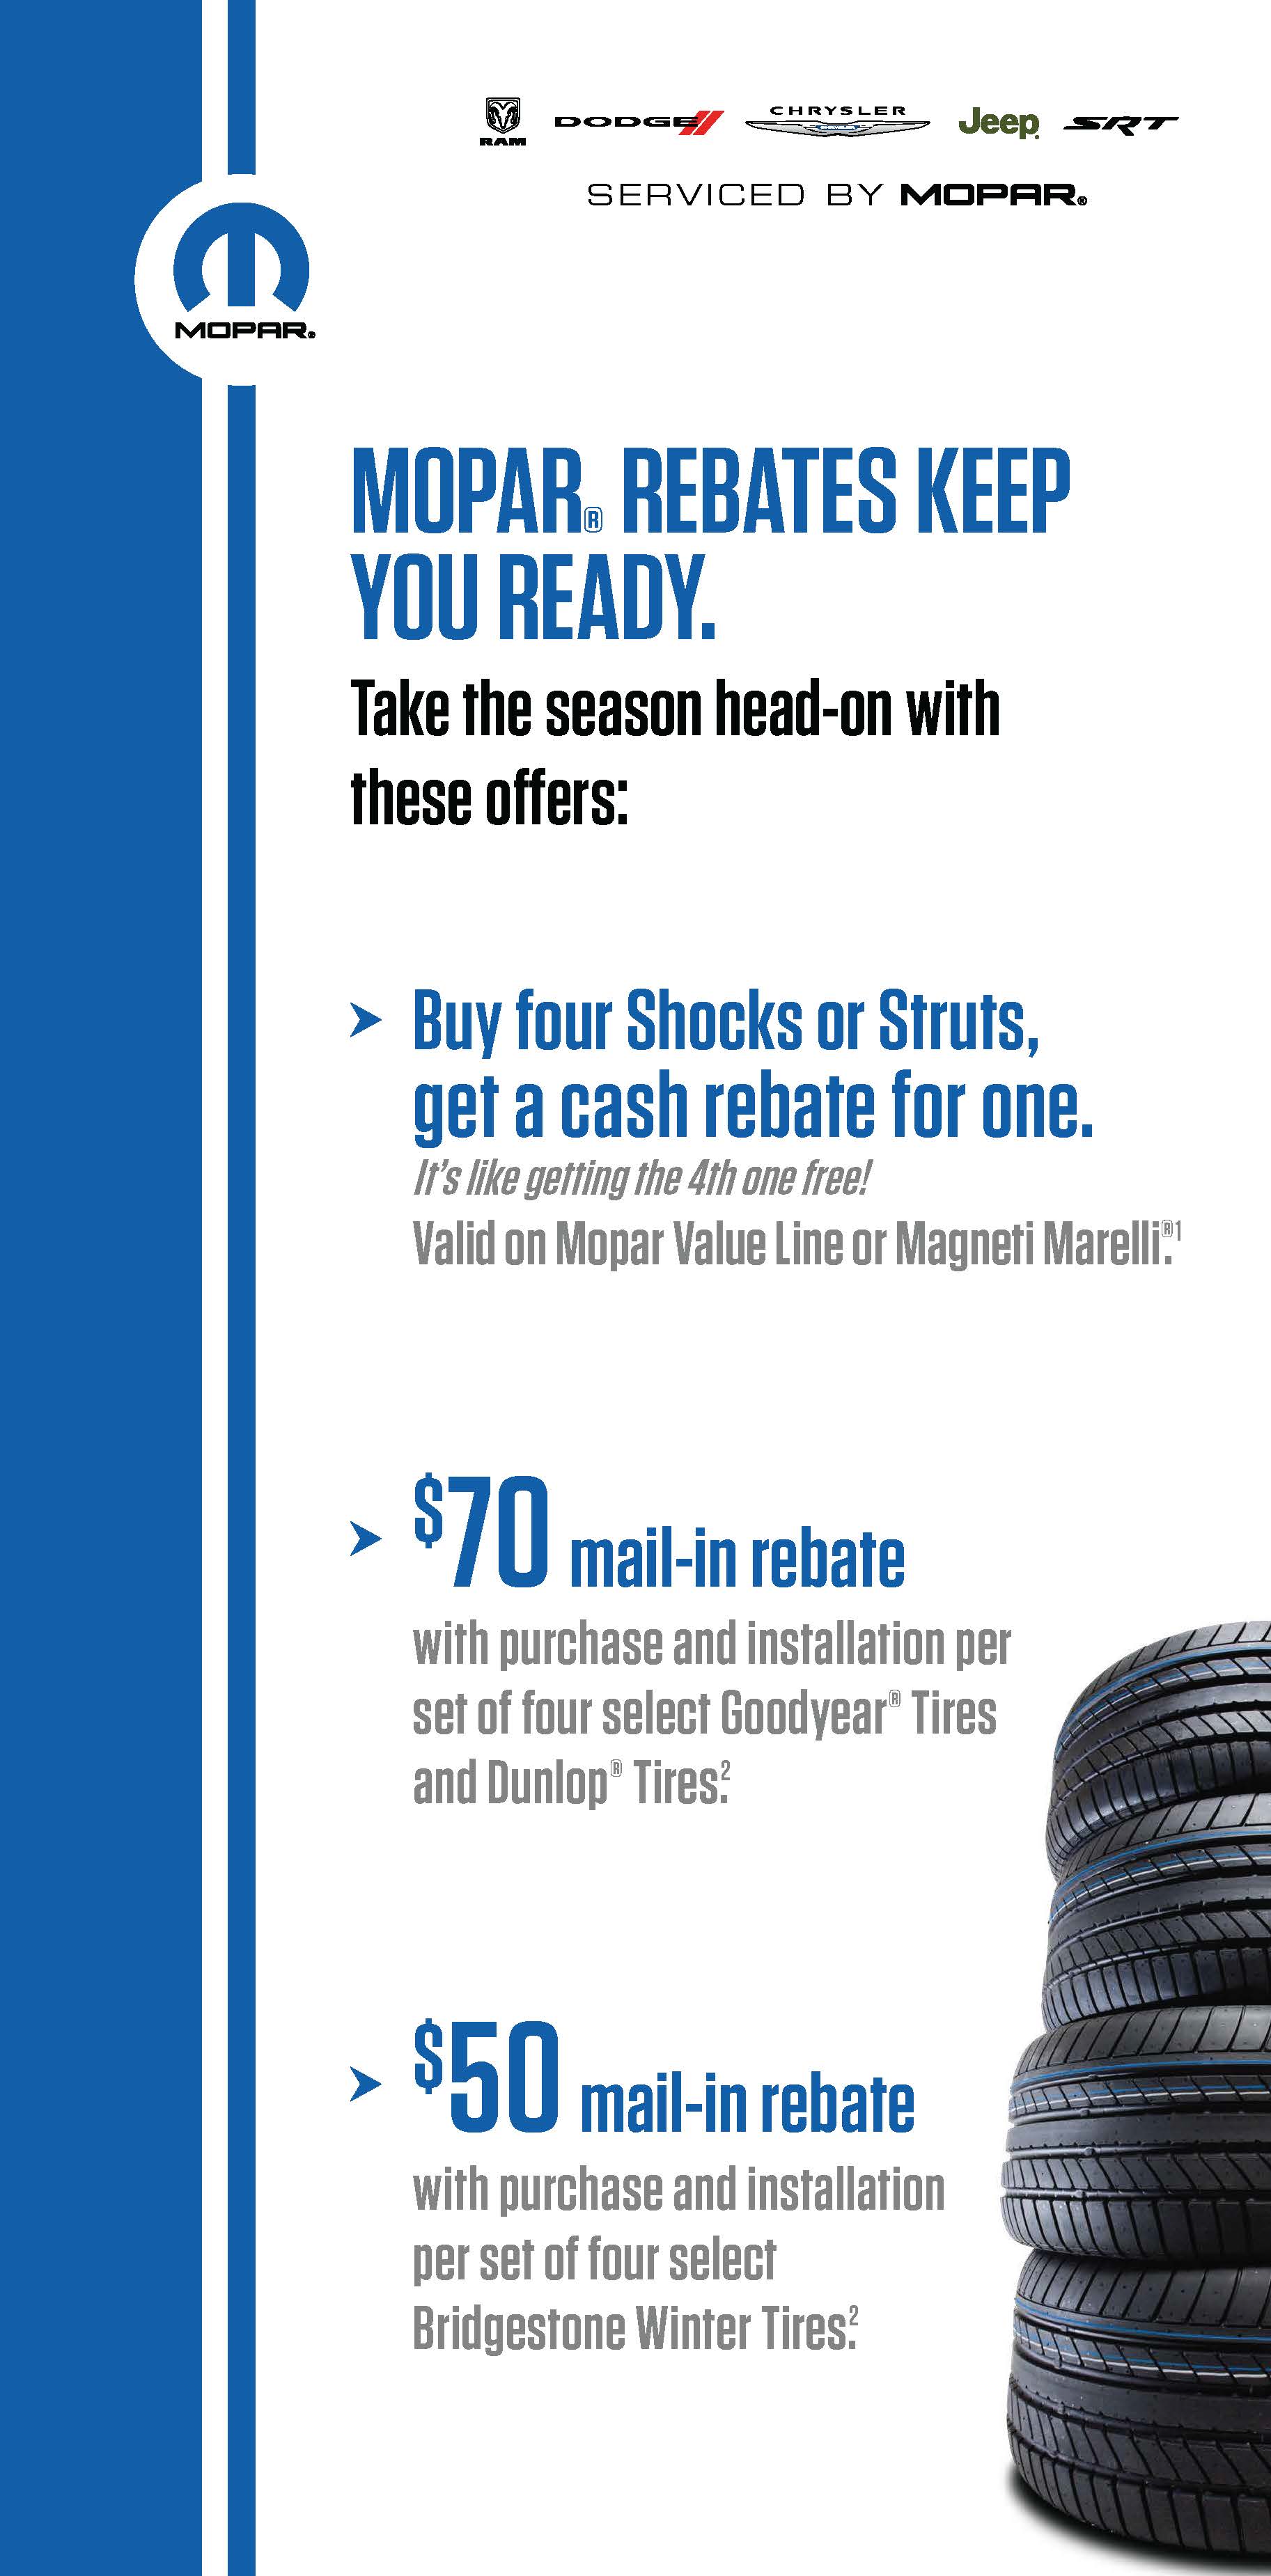 RAM DODGE CHRYSLER Jeep SRT
SERVICED BY MOPAR®
MOPAR®
MOPAR® REBATES KEEP
YOU READY.
Take the season head-on with
these offers:
Buy four Shocks or Struts,
get a cash rebate for one.
It's like getting the 4th one free!
Valid on Mopar Value Line or Magneti Marelli®.1
$70 mail-in rebate
with purchase and installation per
set of four select Goodyear® Tires
and Dunlop® Tires.2
$50 mail-in rebate
with purchase and installation
per set of four select
Bridgestone Winter Tires.2